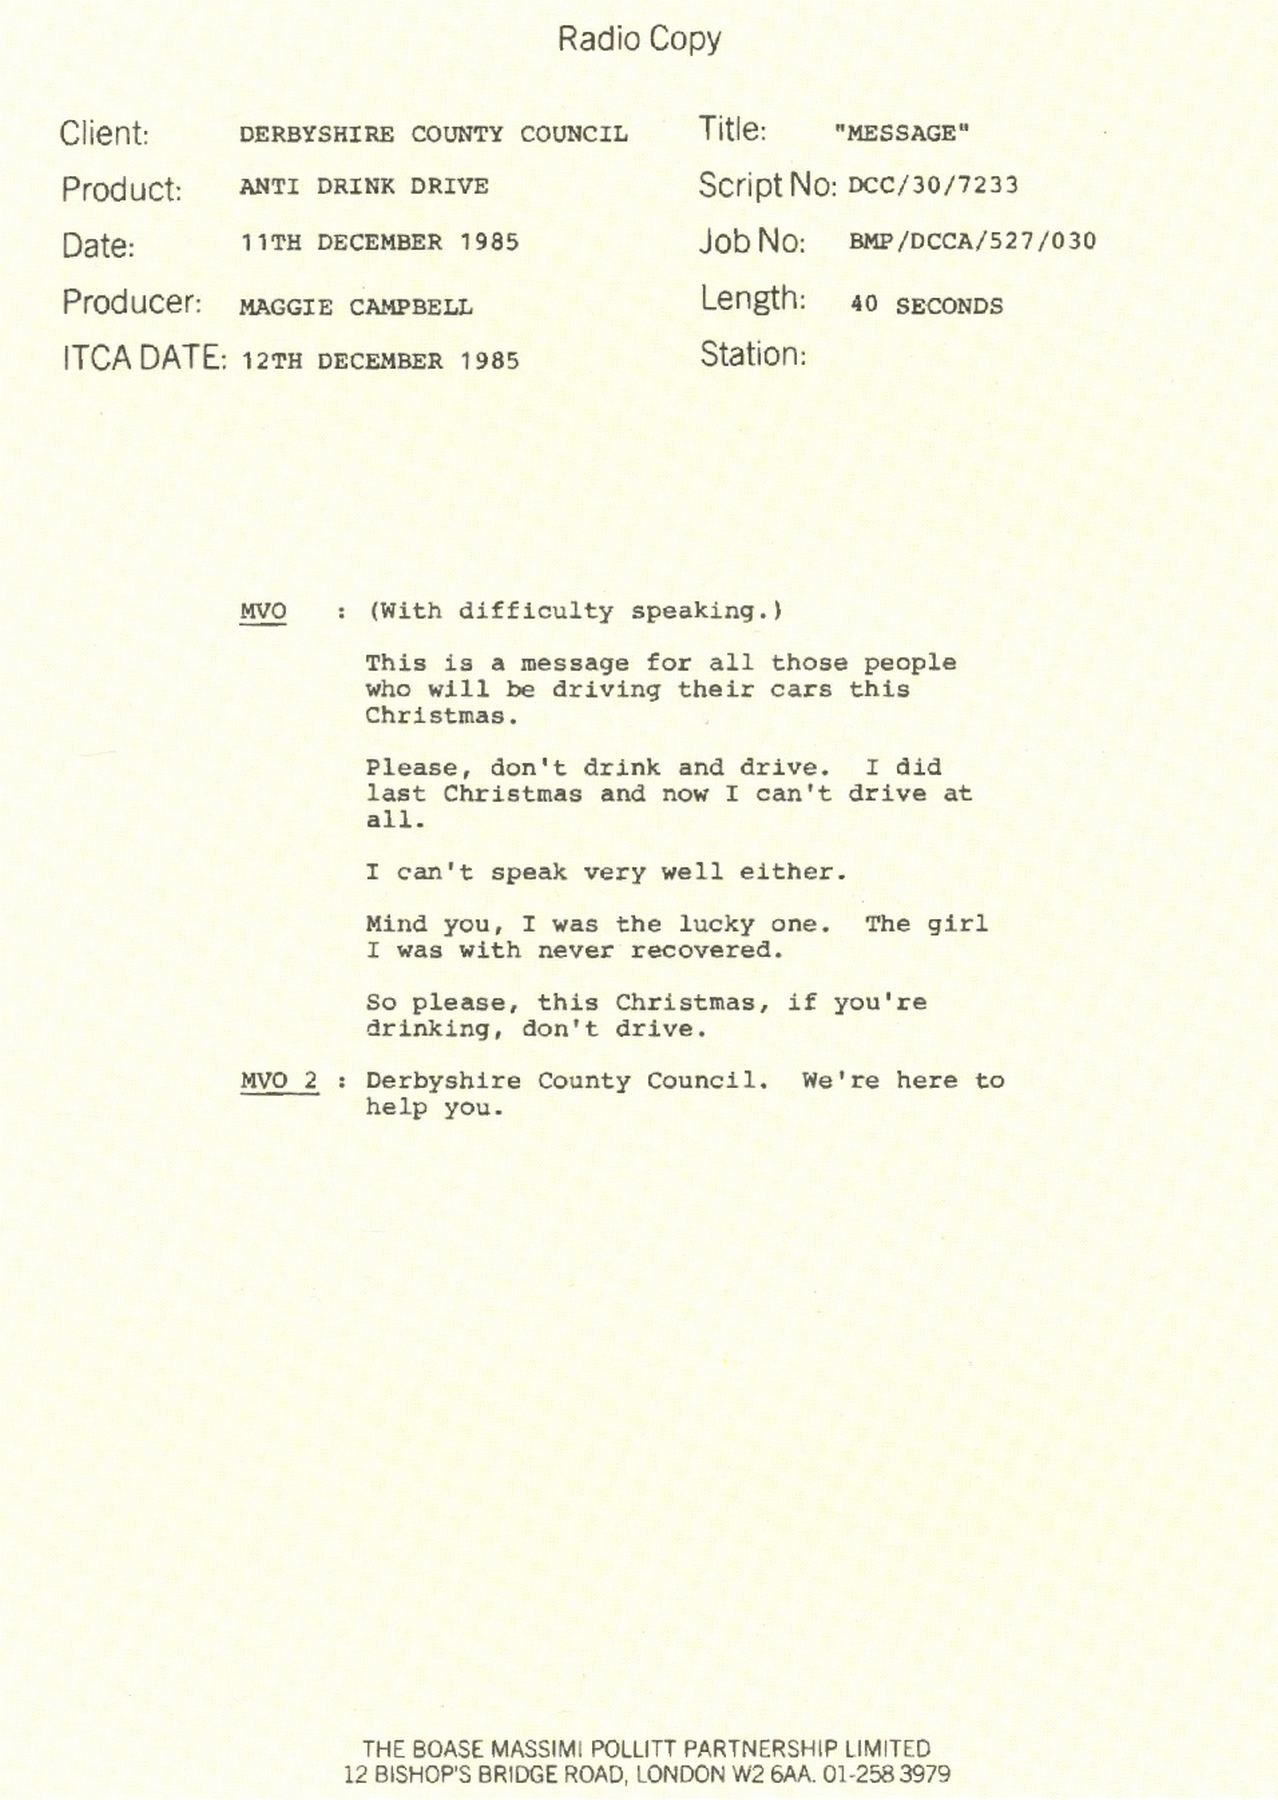 Radio Copy
Client: DERBYSHIRE COUNTY COUNCIL Title: "MESSAGE"
Product: ANTI DRINK DRIVE Script No: DCC/30/7233
Date: 11TH DECEMBER 1985 Job No: BMP/DCCA/527/030
Producer: MAGGIE CAMPBELL Length: 40 SECONDS
ITCA DATE: 12TH DECEMBER 1985 Station:
MVO : (With difficulty speaking.)
This is a message for all those people
who will be driving their cars this
Christmas.
Please, don't drink and drive. I did
last Christmas and now I can't drive at
all.
I can't speak very well either.
Mind you, I was the lucky one. The girl
I was with never recovered.
So please, this Christmas, if you're
drinking, don't drive.
MVO 2 : Derbyshire County Council. We're here to
help you.
THE BOASE MASSIMI POLLITT PARTNERSHIP LIMITED
12 BISHOP'S BRIDGE ROAD, LONDON W2 6AA. 01-258 3979